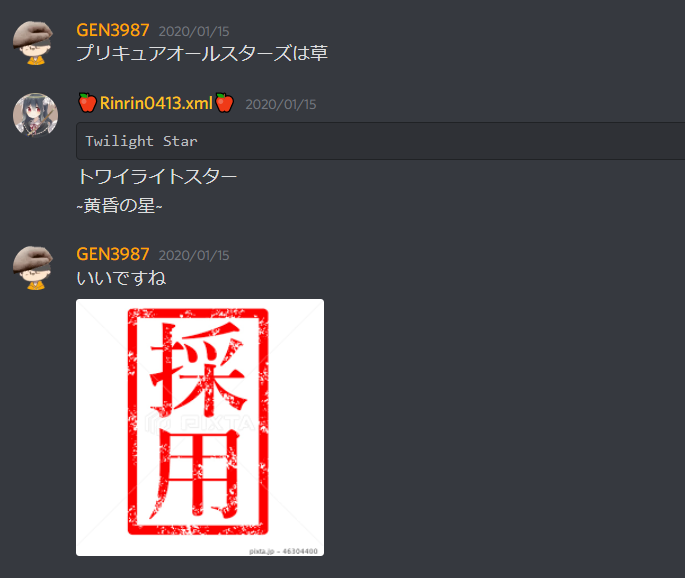 GEN3987 2020/01/15
プリキュアオールスターズは草
🍎Rinrin0413.xml🍎 2020/01/15
Twilight Star
トワイライトスター
~黄昏の星~
GEN3987 2020/01/15
いいですね
採用
PIXTA
pixta.jp - 46304400